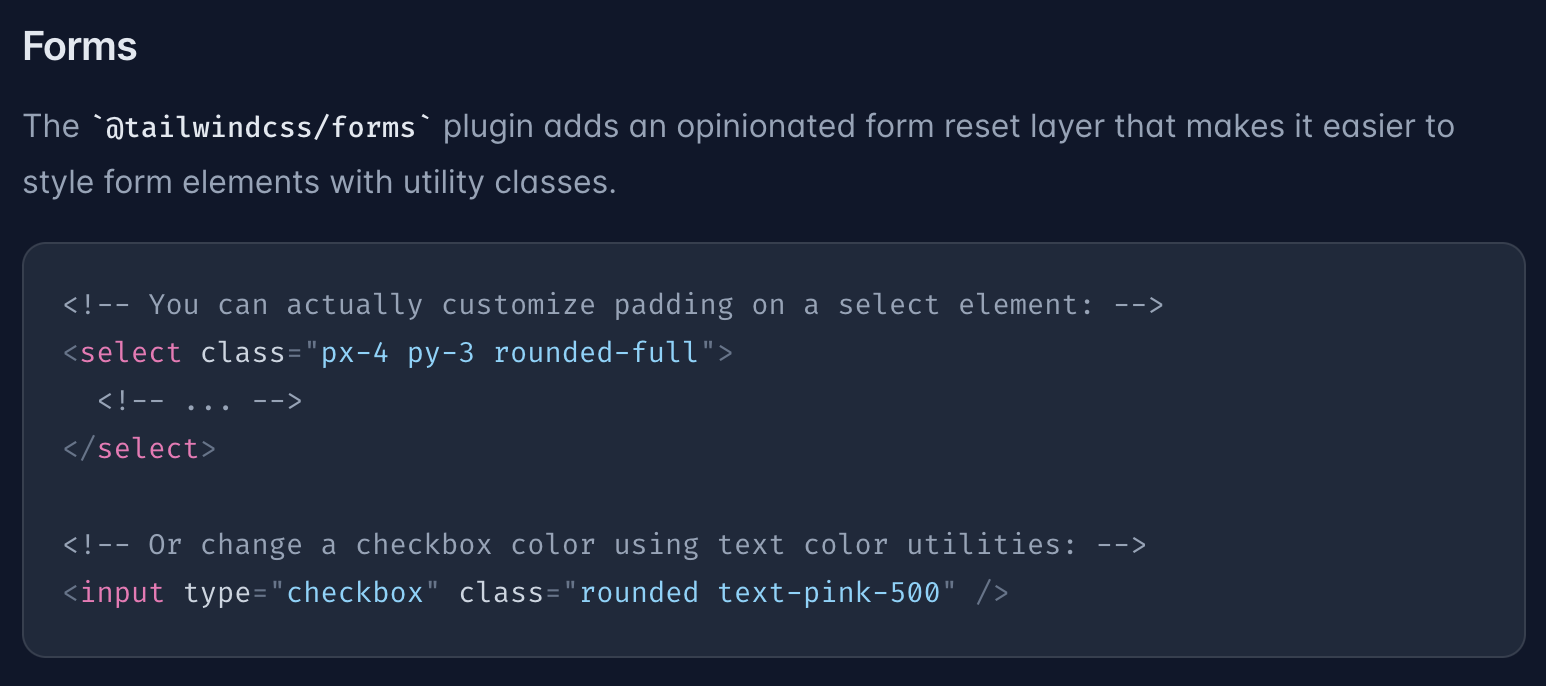 Forms
The `@tailwindcss/forms` plugin adds an opinionated form reset layer that makes it easier to
style form elements with utility classes.
<!-- You can actually customize padding on a select element: -->
<select class="px-4 py-3 rounded-full">
  <!-- ... -->
</select>
<!-- Or change a checkbox color using text color utilities: -->
<input type="checkbox" class="rounded text-pink-500" />